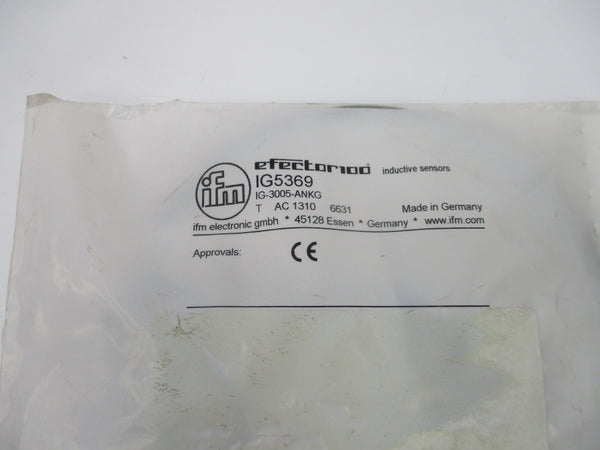 ifm
efector100® inductive sensors
IG5369
IG-3005-ANKG
T AC 1310 6631 Made in Germany
ifm electronic gmbh * 45128 Essen * Germany * www.ifm.com
Approvals: CE